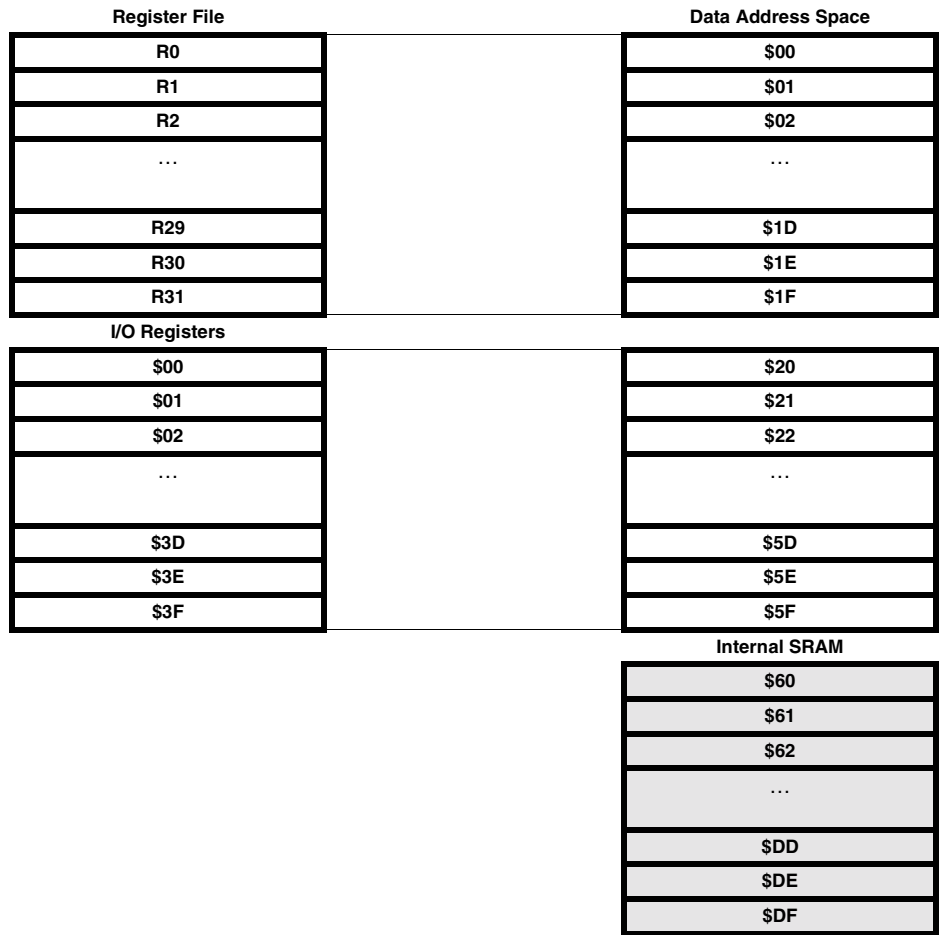 Register File Data Address Space
R0 $00
R1 $01
R2 $02
... ...
R29 $1D
R30 $1E
R31 $1F
I/O Registers
$00 $20
$01 $21
$02 $22
... ...
$3D $5D
$3E $5E
$3F $5F
Internal SRAM
$60
$61
$62
...
$DD
$DE
$DF